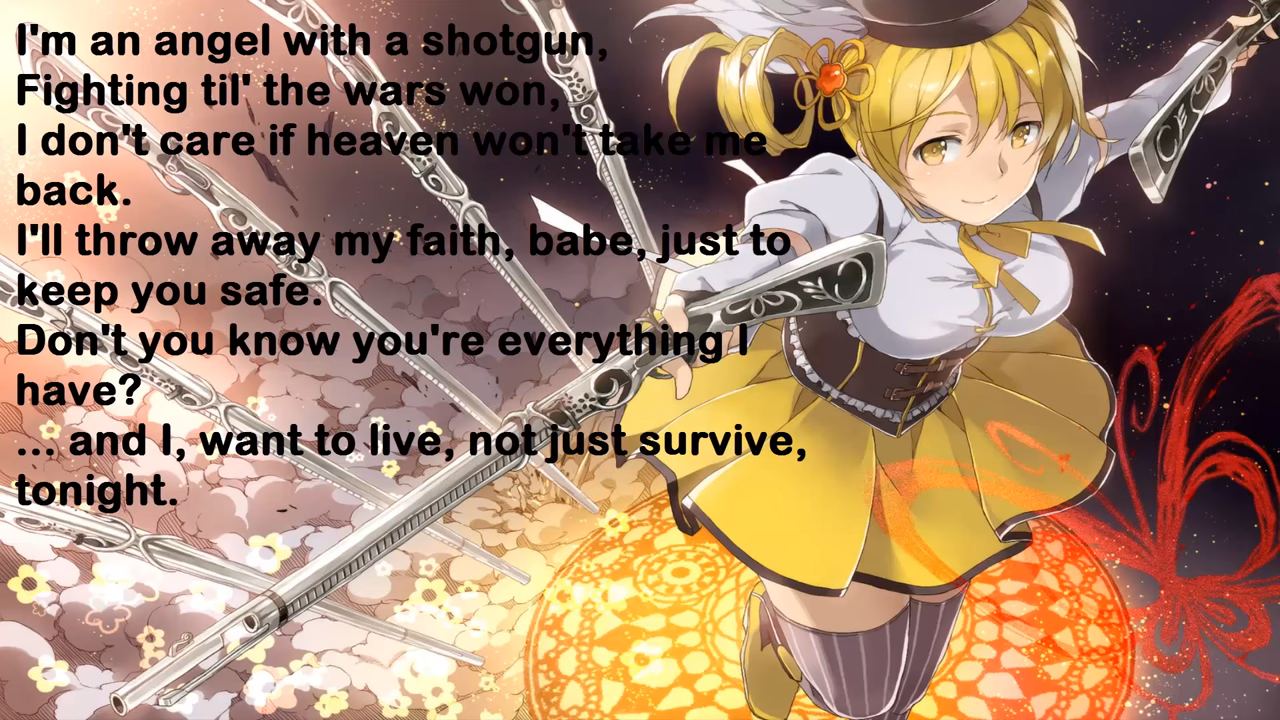 I'm an angel with a shotgun,
Fighting til' the wars won,
I don't care if heaven won't take me
back.
I'll throw away my faith, babe, just to
keep you safe.
Don't you know you're everything I
have?
... and I, want to live, not just survive,
tonight.